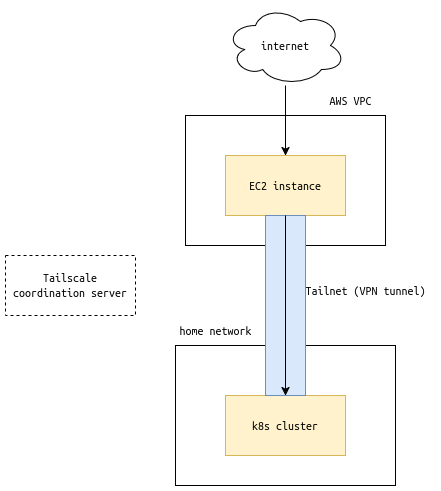 internet
AWS VPC
EC2 instance
Tailscale
coordination server
Tailnet (VPN tunnel)
home network
k8s cluster